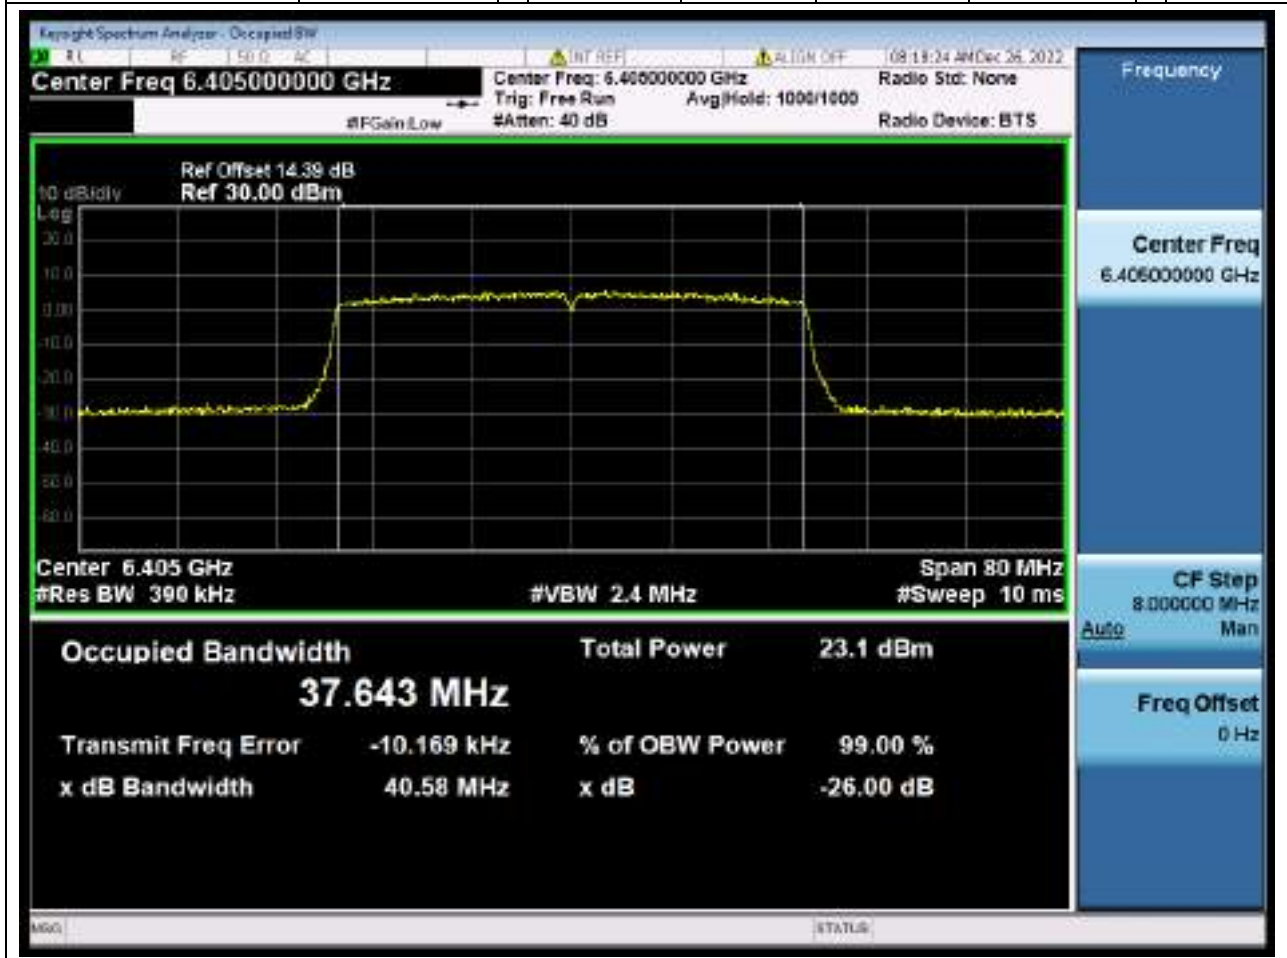 Keysight Spectrum Analyzer - Occupied BW
RL RF 50 Ω AC INT REF ALIGN OFF 08:18:24 AM Dec 26, 2022
Center Freq 6.405000000 GHz
Center Freq: 6.405000000 GHz
Radio Std: None
Trig: Free Run Avg|Hold: 1000/1000
#IFGain:Low #Atten: 40 dB Radio Device: BTS
Ref Offset 14.39 dB
10 dB/div Ref 30.00 dBm
Log
20.0
10.0
0.00
-10.0
-20.0
-30.0
-40.0
-50.0
-60.0
Center 6.405 GHz Span 80 MHz
#Res BW 390 kHz #VBW 2.4 MHz #Sweep 10 ms
Occupied Bandwidth Total Power 23.1 dBm
37.643 MHz
Transmit Freq Error -10.169 kHz % of OBW Power 99.00 %
x dB Bandwidth 40.58 MHz x dB -26.00 dB
MSG STATUS
Frequency
Center Freq
6.405000000 GHz
CF Step
8.000000 MHz
Auto Man
Freq Offset
0 Hz